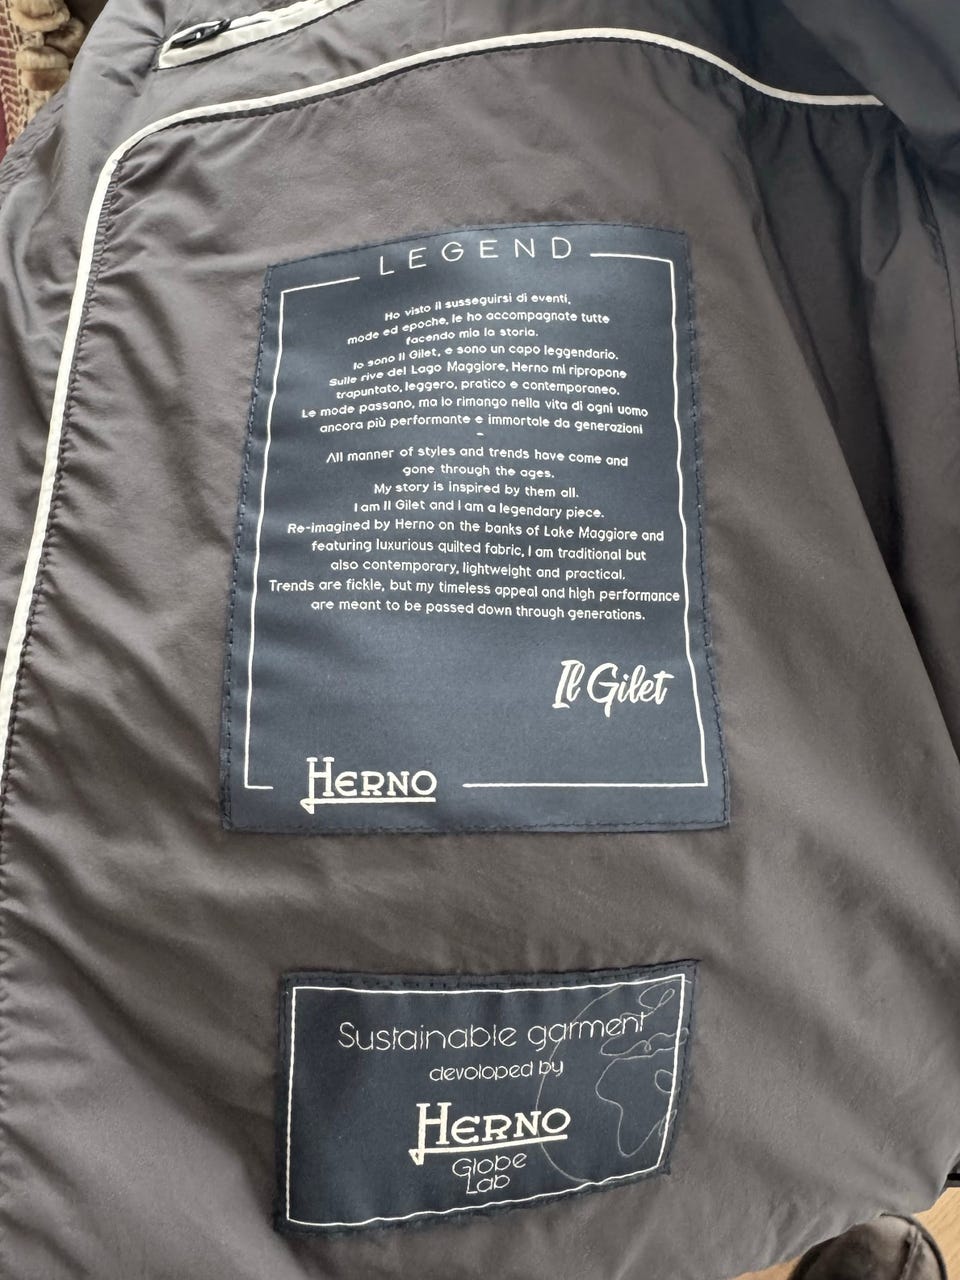 LEGEND
Ho visto il susseguirsi di eventi,
mode ed epoche, le ho accompagnate tutte
facendo mia la storia.
Io sono Il Gilet, e sono un capo leggendario.
Sulle rive del Lago Maggiore, Herno mi ripropone
trapuntato, leggero, pratico e contemporaneo.
Le mode passano, ma Io rimango nella vita di ogni uomo
ancora più performante e immortale da generazioni
-
All manner of styles and trends have come and
gone through the ages.
My story is inspired by them all.
I am Il Gilet and I am a legendary piece.
Re-imagined by Herno on the banks of Lake Maggiore and
featuring luxurious quilted fabric, I am traditional but
also contemporary, lightweight and practical.
Trends are fickle, but my timeless appeal and high performance
are meant to be passed down through generations.
Il Gilet
HERNO
Sustainable garment
devoloped by
HERNO
Globe
Lab